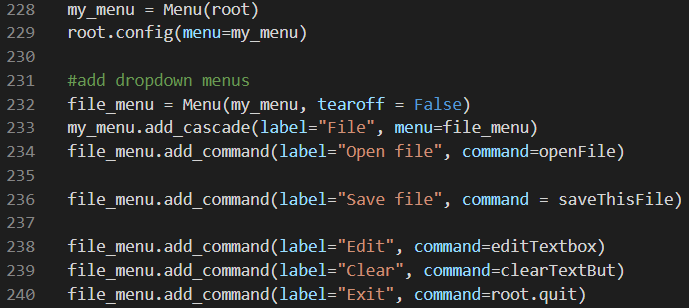 228 my_menu = Menu(root)
229 root.config(menu=my_menu)
230
231 #add dropdown menus
232 file_menu = Menu(my_menu, tearoff = False)
233 my_menu.add_cascade(label="File", menu=file_menu)
234 file_menu.add_command(label="Open file", command=openFile)
235
236 file_menu.add_command(label="Save file", command = saveThisFile)
237
238 file_menu.add_command(label="Edit", command=editTextbox)
239 file_menu.add_command(label="Clear", command=clearTextBut)
240 file_menu.add_command(label="Exit", command=root.quit)